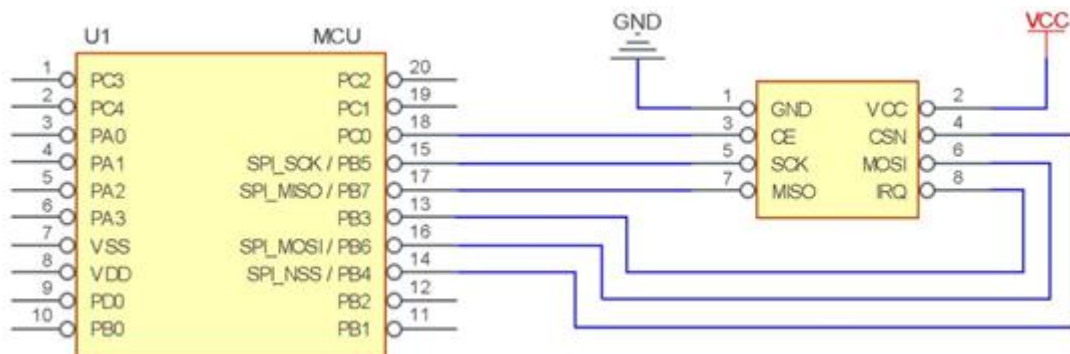 GND
VCC
U1 MCU
1 PC3 PC2 20
2 PC4 PC1 19
3 PA0 PC0 18
4 PA1 SPI_SCK / PB5 15
5 PA2 SPI_MISO / PB7 17
6 PA3 PB3 13
7 VSS SPI_MOSI / PB6 16
8 VDD SPI_NSS / PB4 14
9 PD0 PB2 12
10 PB0 PB1 11
1 GND VCC 2
3 CE CSN 4
5 SCK MOSI 6
7 MISO IRQ 8